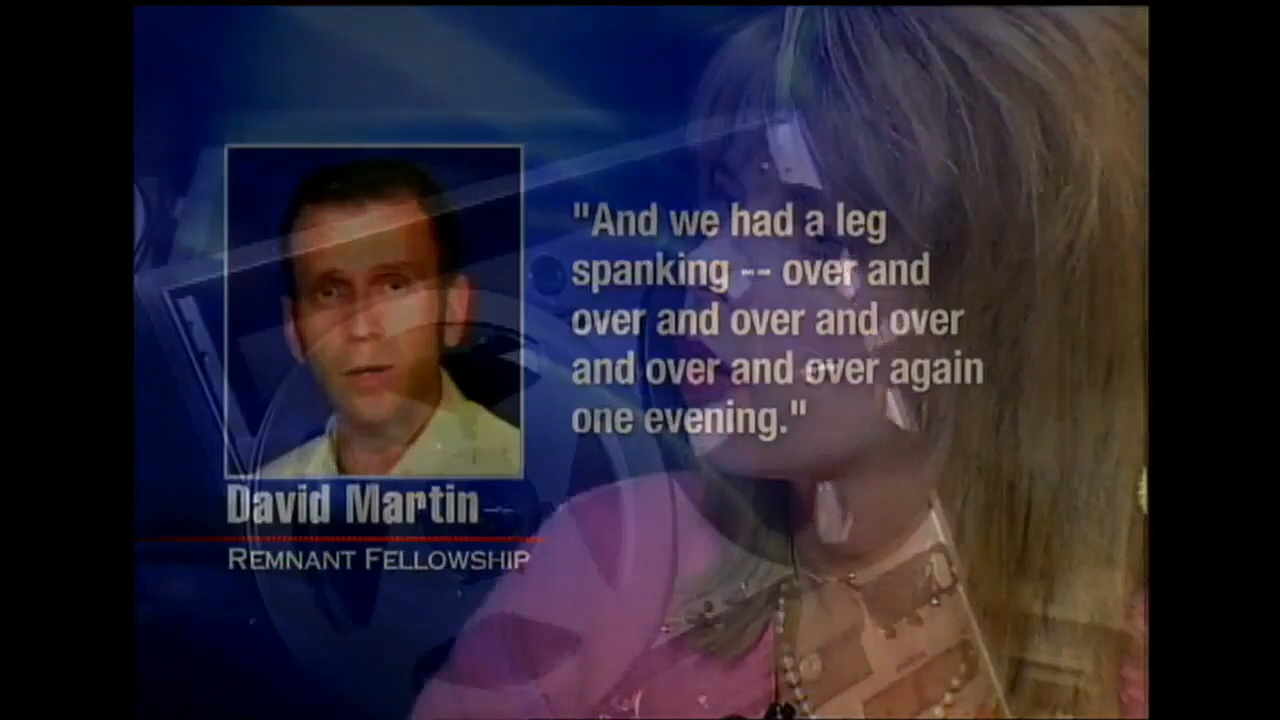 "And we had a leg
spanking -- over and
over and over and over
and over and over again
one evening."
David Martin
REMNANT FELLOWSHIP